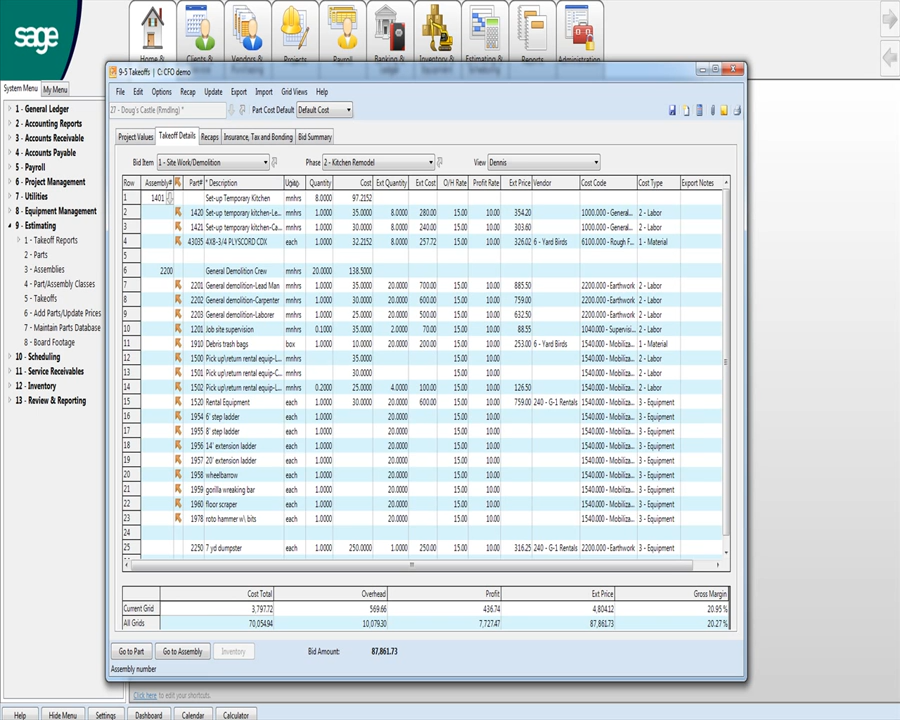 sage
Home &
Clients &
Vendors &
Projects
Payroll
Banking &
Inventory &
Estimating &
Reports
Administration
System Menu My Menu
1 - General Ledger
2 - Accounting Reports
3 - Accounts Receivable
4 - Accounts Payable
5 - Payroll
6 - Project Management
7 - Utilities
8 - Equipment Management
9 - Estimating
1 - Takeoff Reports
2 - Parts
3 - Assemblies
4 - Part/Assembly Classes
5 - Takeoffs
6 - Add Parts/Update Prices
7 - Maintain Parts Database
8 - Board Footage
10 - Scheduling
11 - Service Receivables
12 - Inventory
13 - Review & Reporting
9-5 Takeoffs | C: CFO demo
File Edit Options Recap Update Export Import Grid Views Help
27 - Doug's Castle (Rmdlng) * Part Cost Default Default Cost
Project Values Takeoff Details Recaps Insurance, Tax and Bonding Bid Summary
Bid Item 1 - Site Work/Demolition Phase 2 - Kitchen Remodel View Dennis
Row Assembly# Part# * Description Quantity Cost Ext Quantity Ext Cost O/H Rate Profit Rate Ext Price Vendor Cost Code Cost Type Export Notes
1 1401 Set-up Temporary Kitchen mnhrs 8.0000 97.2152
2 1420 Set-up temporary kitchen-Le... mnhrs 1.0000 35.0000 8.0000 280.00 15.00 10.00 354.20 1000.000 - General... 2 - Labor
3 1421 Set-up temporary kitchen-Ca... mnhrs 1.0000 30.0000 8.0000 240.00 15.00 10.00 303.60 1000.000 - General... 2 - Labor
4 43035 4X8-3/4 PLYSCORD CDX each 1.0000 32.2152 8.0000 257.72 15.00 10.00 326.02 6 - Yard Birds 6100.000 - Rough F... 1 - Material
5
6 2200 General Demolition Crew mnhrs 20.0000 138.5000
7 2201 General demolition-Lead Man mnhrs 1.0000 35.0000 20.0000 700.00 15.00 10.00 885.50 2200.000 - Earthwork 2 - Labor
8 2202 General demolition-Carpenter mnhrs 1.0000 30.0000 20.0000 600.00 15.00 10.00 759.00 2200.000 - Earthwork 2 - Labor
9 2203 General demolition-Laborer mnhrs 1.0000 25.0000 20.0000 500.00 15.00 10.00 632.50 2200.000 - Earthwork 2 - Labor
10 1201 Job site supervision mnhrs 0.1000 35.0000 2.0000 70.00 15.00 10.00 88.55 1040.000 - Supervisi... 2 - Labor
11 1910 Debris trash bags box 1.0000 10.0000 20.0000 200.00 15.00 10.00 253.00 6 - Yard Birds 1540.000 - Mobiliza... 1 - Material
12 1500 Pick up\return rental equip-L... mnhrs 35.0000 15.00 10.00 1540.000 - Mobiliza... 2 - Labor
13 1501 Pick up\return rental equip-C... mnhrs 30.0000 15.00 10.00 1540.000 - Mobiliza... 2 - Labor
14 1502 Pick up\return rental equip-L... mnhrs 0.2000 25.0000 4.0000 100.00 15.00 10.00 126.50 1540.000 - Mobiliza... 2 - Labor
15 1520 Rental Equipment each 1.0000 30.0000 20.0000 600.00 15.00 10.00 759.00 240 - G-1 Rentals 1540.000 - Mobiliza... 3 - Equipment
16 1954 6' step ladder each 1.0000 20.0000 15.00 10.00 1540.000 - Mobiliza... 3 - Equipment
17 1955 8' step ladder each 1.0000 20.0000 15.00 10.00 1540.000 - Mobiliza... 3 - Equipment
18 1956 14' extension ladder each 1.0000 20.0000 15.00 10.00 1540.000 - Mobiliza... 3 - Equipment
19 1957 20' extension ladder each 1.0000 20.0000 15.00 10.00 1540.000 - Mobiliza... 3 - Equipment
20 1958 wheelbarrow each 1.0000 20.0000 15.00 10.00 1540.000 - Mobiliza... 3 - Equipment
21 1959 gorilla wreaking bar each 1.0000 20.0000 15.00 10.00 1540.000 - Mobiliza... 3 - Equipment
22 1960 floor scraper each 1.0000 20.0000 15.00 10.00 1540.000 - Mobiliza... 3 - Equipment
23 1978 roto hammer w\ bits each 1.0000 20.0000 15.00 10.00 1540.000 - Mobiliza... 3 - Equipment
24
25 2250 7 yd dumpster each 1.0000 250.0000 1.0000 250.00 15.00 10.00 316.25 240 - G-1 Rentals 2200.000 - Earthwork 3 - Equipment
Cost Total Overhead Profit Ext Price Gross Margin
Current Grid 3,797.72 569.66 436.74 4,804.12 20.95 %
All Grids 70,054.94 10,079.30 7,727.47 87,861.73 20.27 %
Go to Part Go to Assembly Inventory Bid Amount: 87,861.73
Assembly number
Click here to edit your shortcuts.
Help Hide Menu Settings Dashboard Calendar Calculator